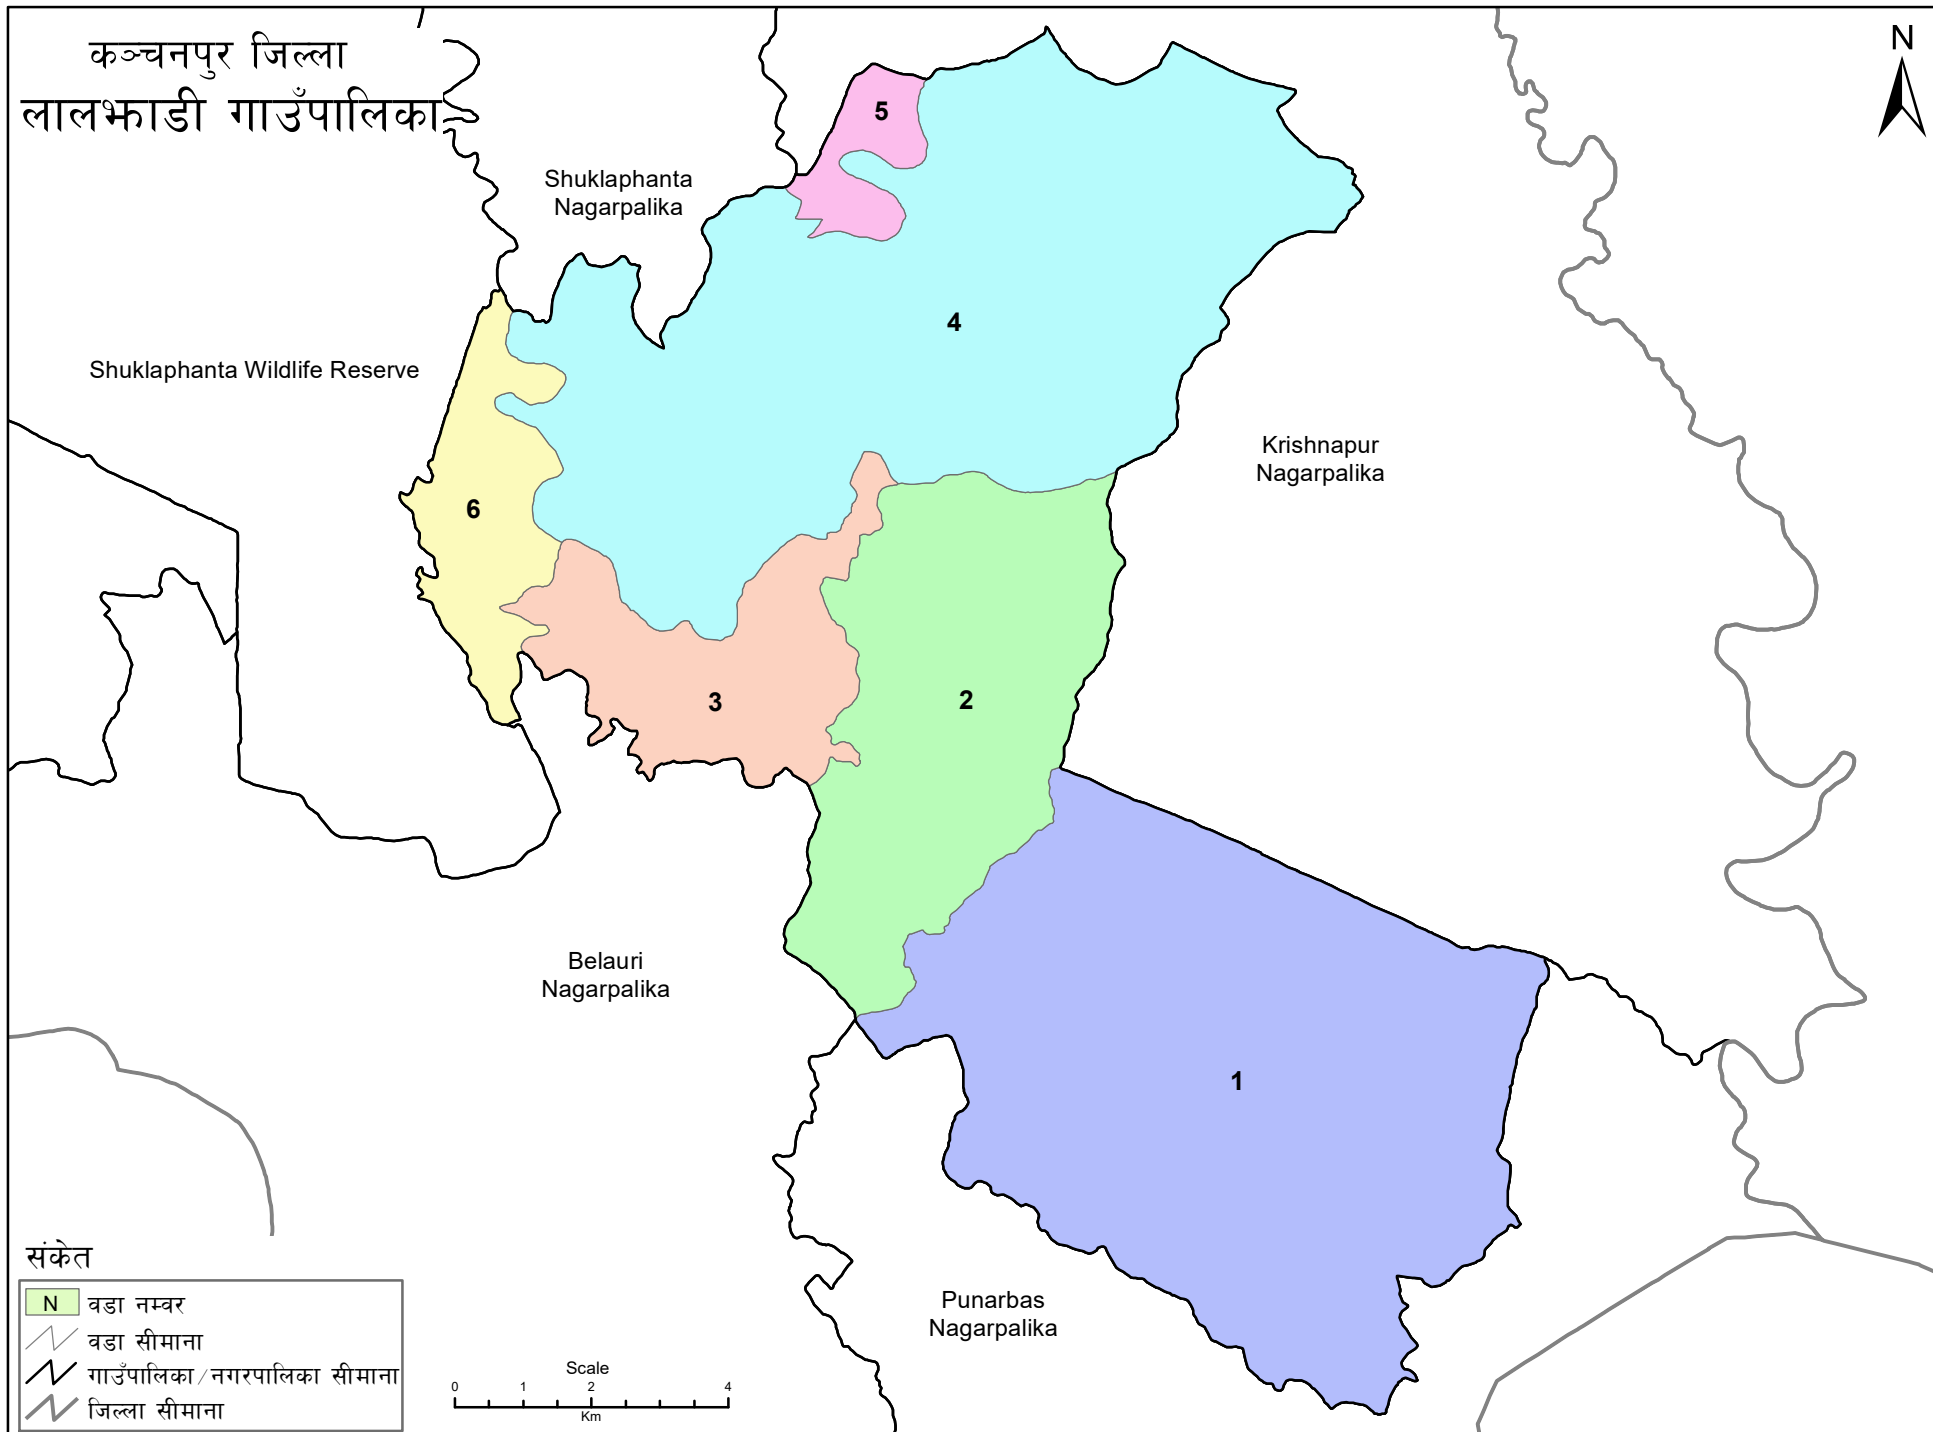 कञ्चनपुर जिल्ला
लालझाडी गाउँपालिका
N
5
Shuklaphanta
Nagarpalika
4
Shuklaphanta Wildlife Reserve
Krishnapur
Nagarpalika
6
3
2
Belauri
Nagarpalika
1
Punarbas
Nagarpalika
संकेत
N वडा नम्वर
वडा सीमाना
गाउँपालिका/नगरपालिका सीमाना
जिल्ला सीमाना
Scale
0 1 2 4
Km